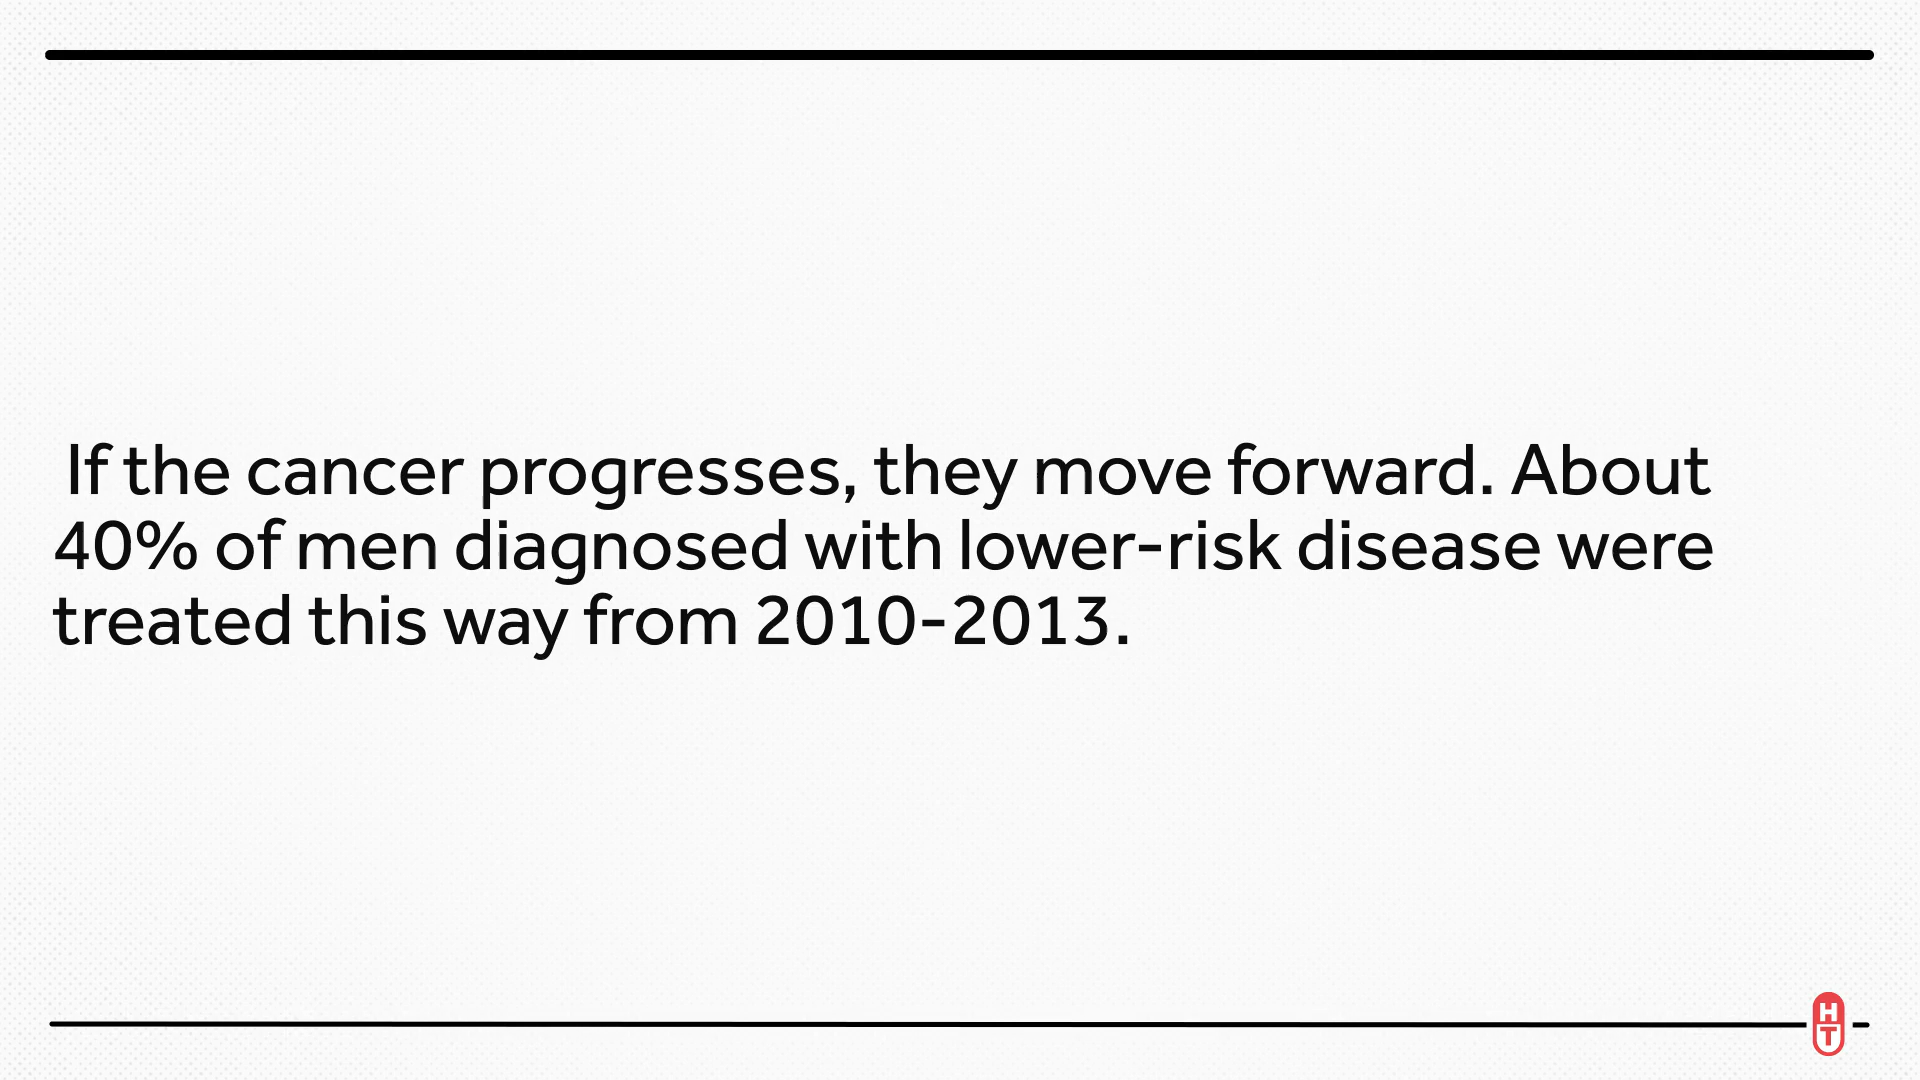 If the cancer progresses, they move forward. About
40% of men diagnosed with lower-risk disease were
treated this way from 2010-2013.
H
T